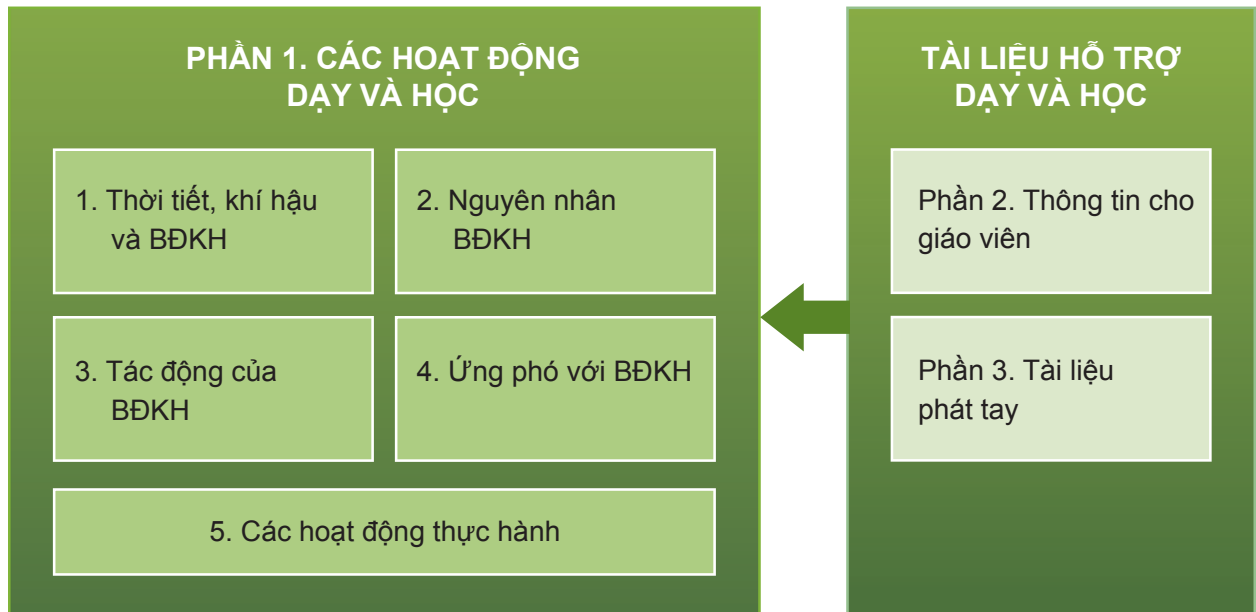 PHẦN 1. CÁC HOẠT ĐỘNG
DẠY VÀ HỌC
1. Thời tiết, khí hậu
và BĐKH
2. Nguyên nhân
BĐKH
3. Tác động của
BĐKH
4. Ứng phó với BĐKH
5. Các hoạt động thực hành
TÀI LIỆU HỖ TRỢ
DẠY VÀ HỌC
Phần 2. Thông tin cho
giáo viên
Phần 3. Tài liệu
phát tay